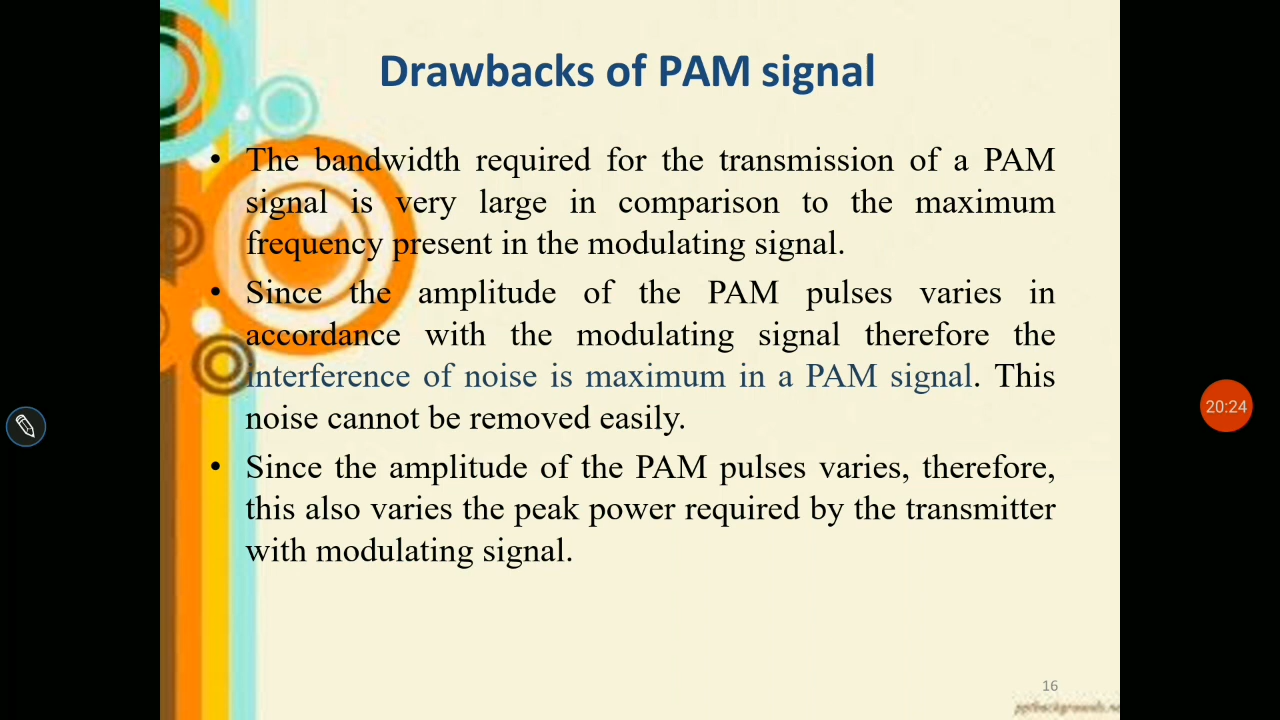 Drawbacks of PAM signal
• The bandwidth required for the transmission of a PAM
signal is very large in comparison to the maximum
frequency present in the modulating signal.
• Since the amplitude of the PAM pulses varies in
accordance with the modulating signal therefore the
interference of noise is maximum in a PAM signal. This
noise cannot be removed easily.
• Since the amplitude of the PAM pulses varies, therefore,
this also varies the peak power required by the transmitter
with modulating signal.
20:24
16